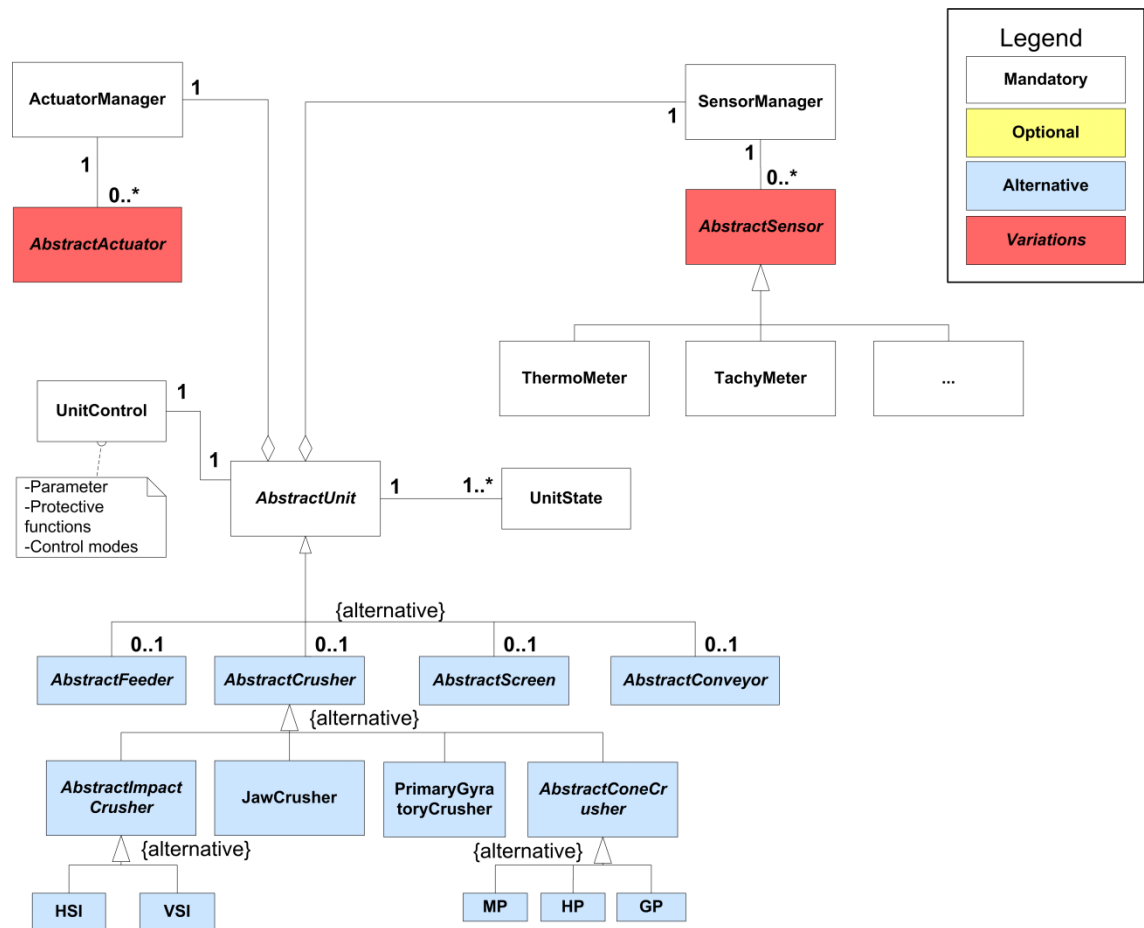 Legend
Mandatory
Optional
Alternative
Variations
ActuatorManager
1
1
0..*
AbstractActuator
SensorManager
1
1
0..*
AbstractSensor
ThermoMeter
TachyMeter
...
UnitControl
1
1
-Parameter
-Protective
functions
-Control modes
AbstractUnit
1
1..*
UnitState
{alternative}
0..1
0..1
0..1
0..1
AbstractFeeder
AbstractCrusher
AbstractScreen
AbstractConveyor
{alternative}
AbstractImpact
Crusher
JawCrusher
PrimaryGyra
toryCrusher
AbstractConeCr
usher
{alternative}
{alternative}
HSI
VSI
MP
HP
GP